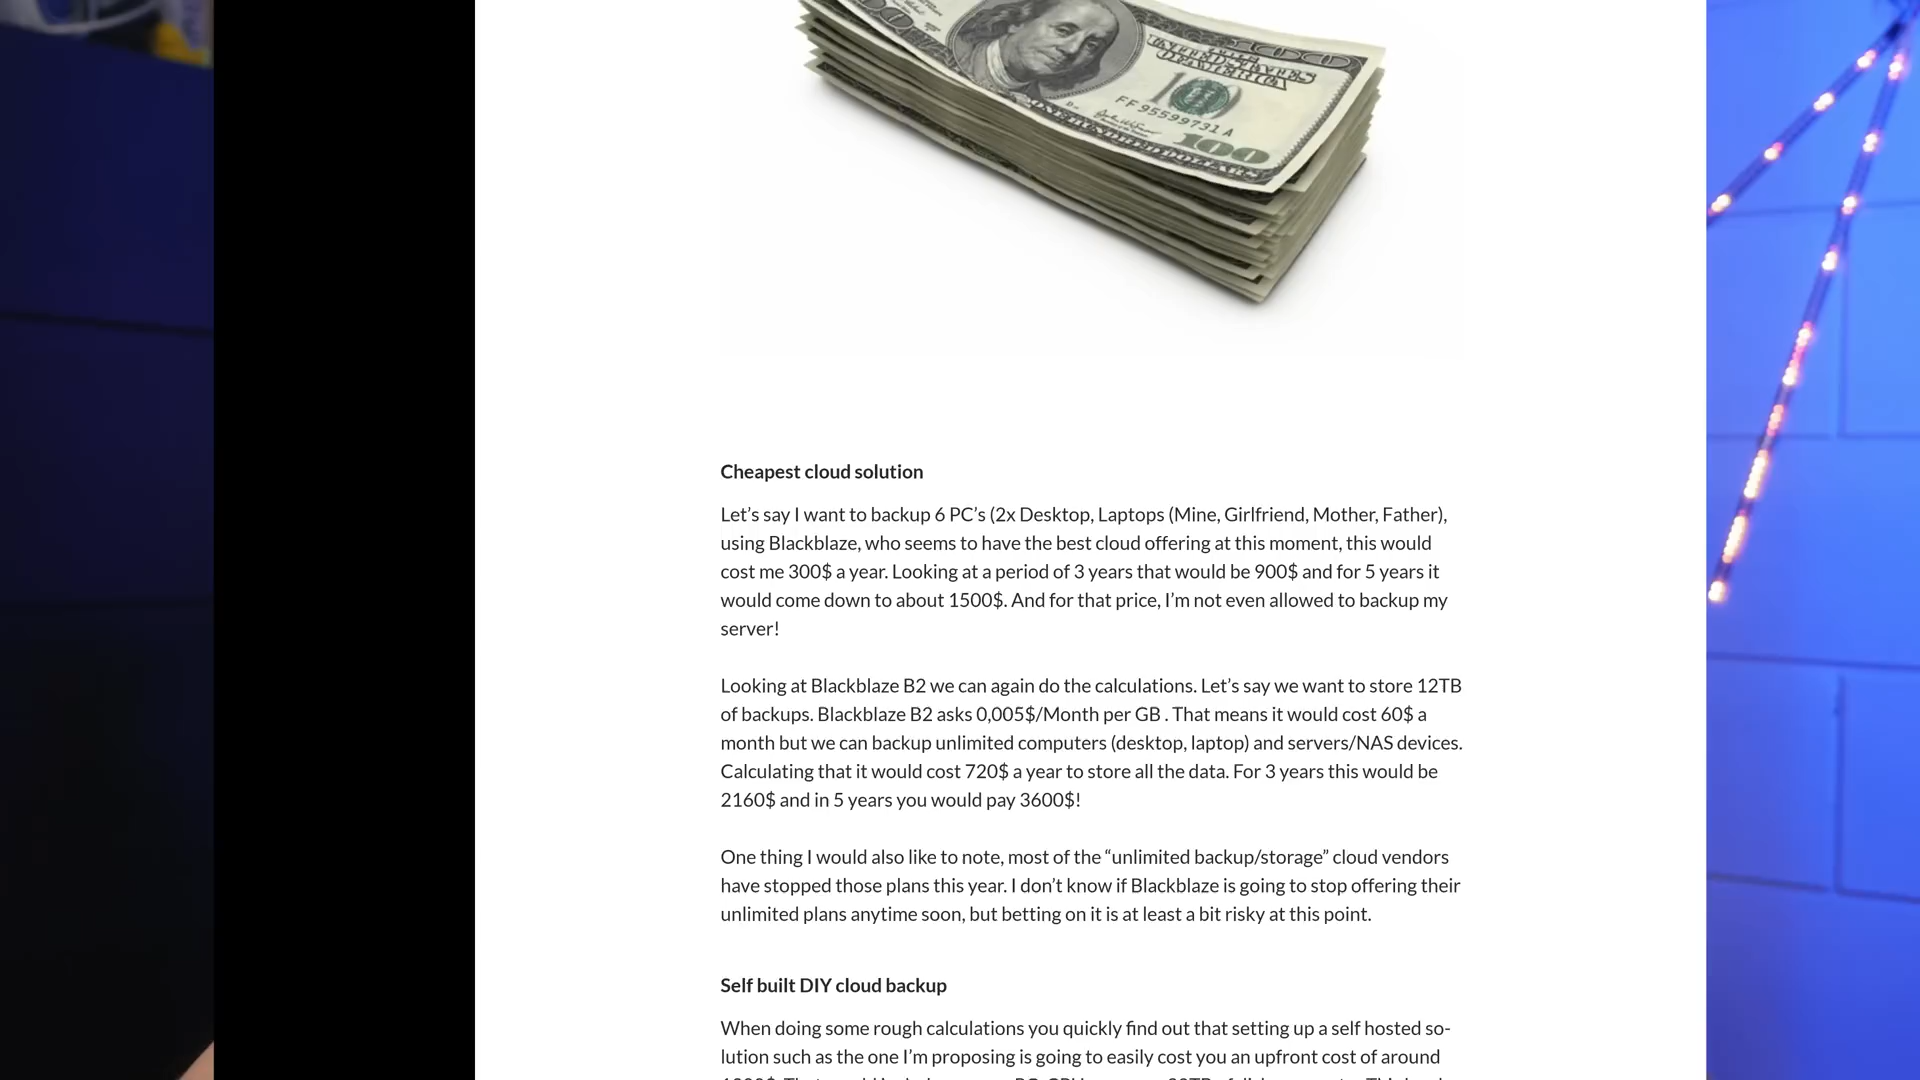 UNITED STATES
OF AMERICA
100
FF95599731A
ONE HUNDRED DOLLARS
100
Cheapest cloud solution
Let’s say I want to backup 6 PC’s (2x Desktop, Laptops (Mine, Girlfriend, Mother, Father),
using Blackblaze, who seems to have the best cloud offering at this moment, this would
cost me 300$ a year. Looking at a period of 3 years that would be 900$ and for 5 years it
would come down to about 1500$. And for that price, I’m not even allowed to backup my
server!
Looking at Blackblaze B2 we can again do the calculations. Let’s say we want to store 12TB
of backups. Blackblaze B2 asks 0,005$/Month per GB . That means it would cost 60$ a
month but we can backup unlimited computers (desktop, laptop) and servers/NAS devices.
Calculating that it would cost 720$ a year to store all the data. For 3 years this would be
2160$ and in 5 years you would pay 3600$!
One thing I would also like to note, most of the “unlimited backup/storage” cloud vendors
have stopped those plans this year. I don’t know if Blackblaze is going to stop offering their
unlimited plans anytime soon, but betting on it is at least a bit risky at this point.
Self built DIY cloud backup
When doing some rough calculations you quickly find out that setting up a self hosted so-
lution such as the one I’m proposing is going to easily cost you an upfront cost of around